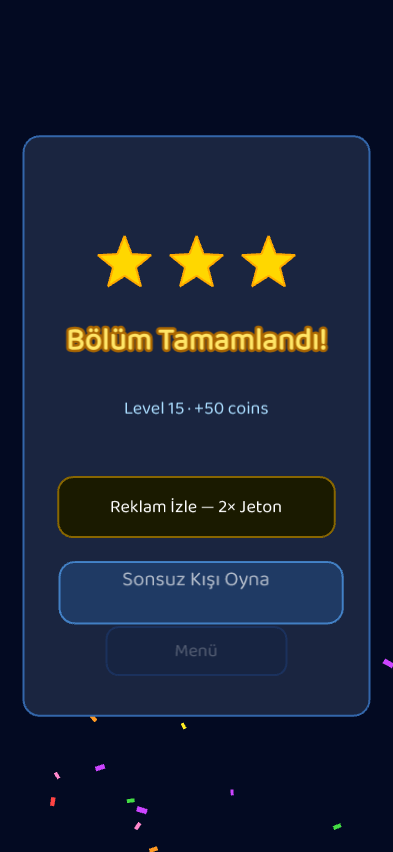 Bölüm Tamamlandı!
Level 15 · +50 coins
Reklam İzle — 2× Jeton
Sonsuz Kışı Oyna
Menü